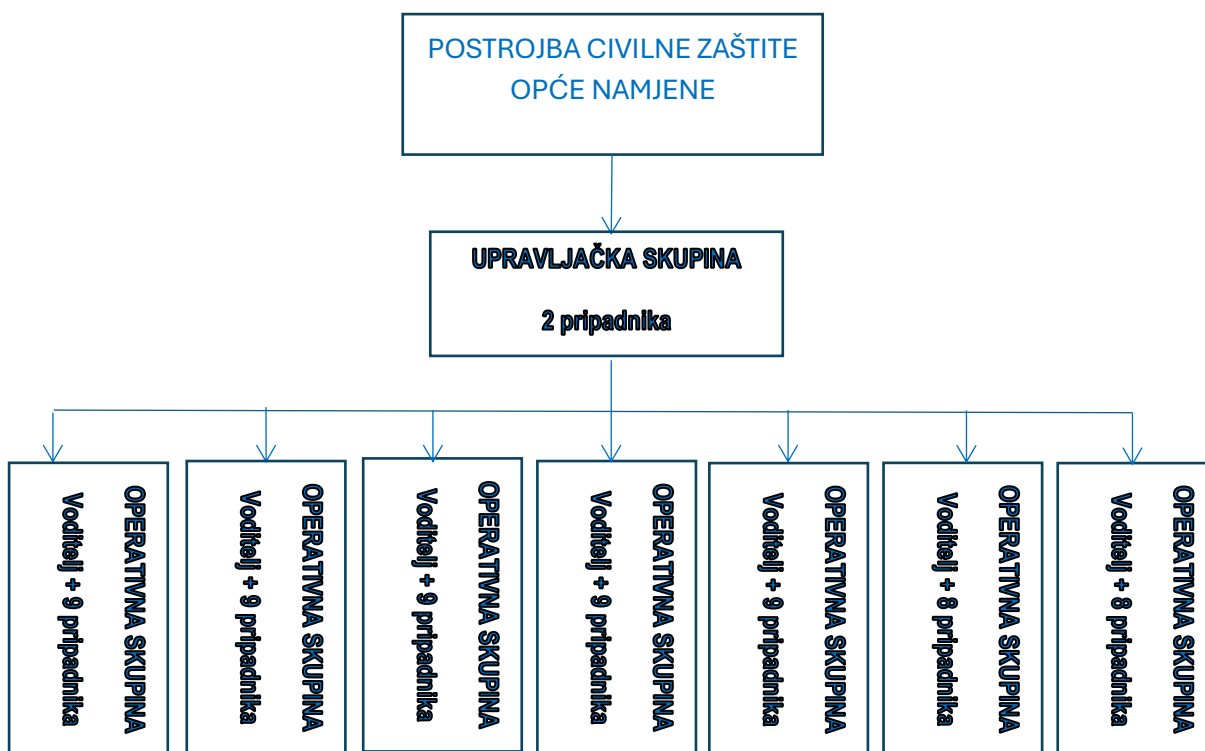 POSTROJBA CIVILNE ZAŠTITE
OPĆE NAMJENE
UPRAVLJAČKA SKUPINA
2 pripadnika
OPERATIVNA SKUPINA
Voditelj + 9 pripadnika
OPERATIVNA SKUPINA
Voditelj + 9 pripadnika
OPERATIVNA SKUPINA
Voditelj + 9 pripadnika
OPERATIVNA SKUPINA
Voditelj + 9 pripadnika
OPERATIVNA SKUPINA
Voditelj + 9 pripadnika
OPERATIVNA SKUPINA
Voditelj + 8 pripadnika
OPERATIVNA SKUPINA
Voditelj + 8 pripadnika